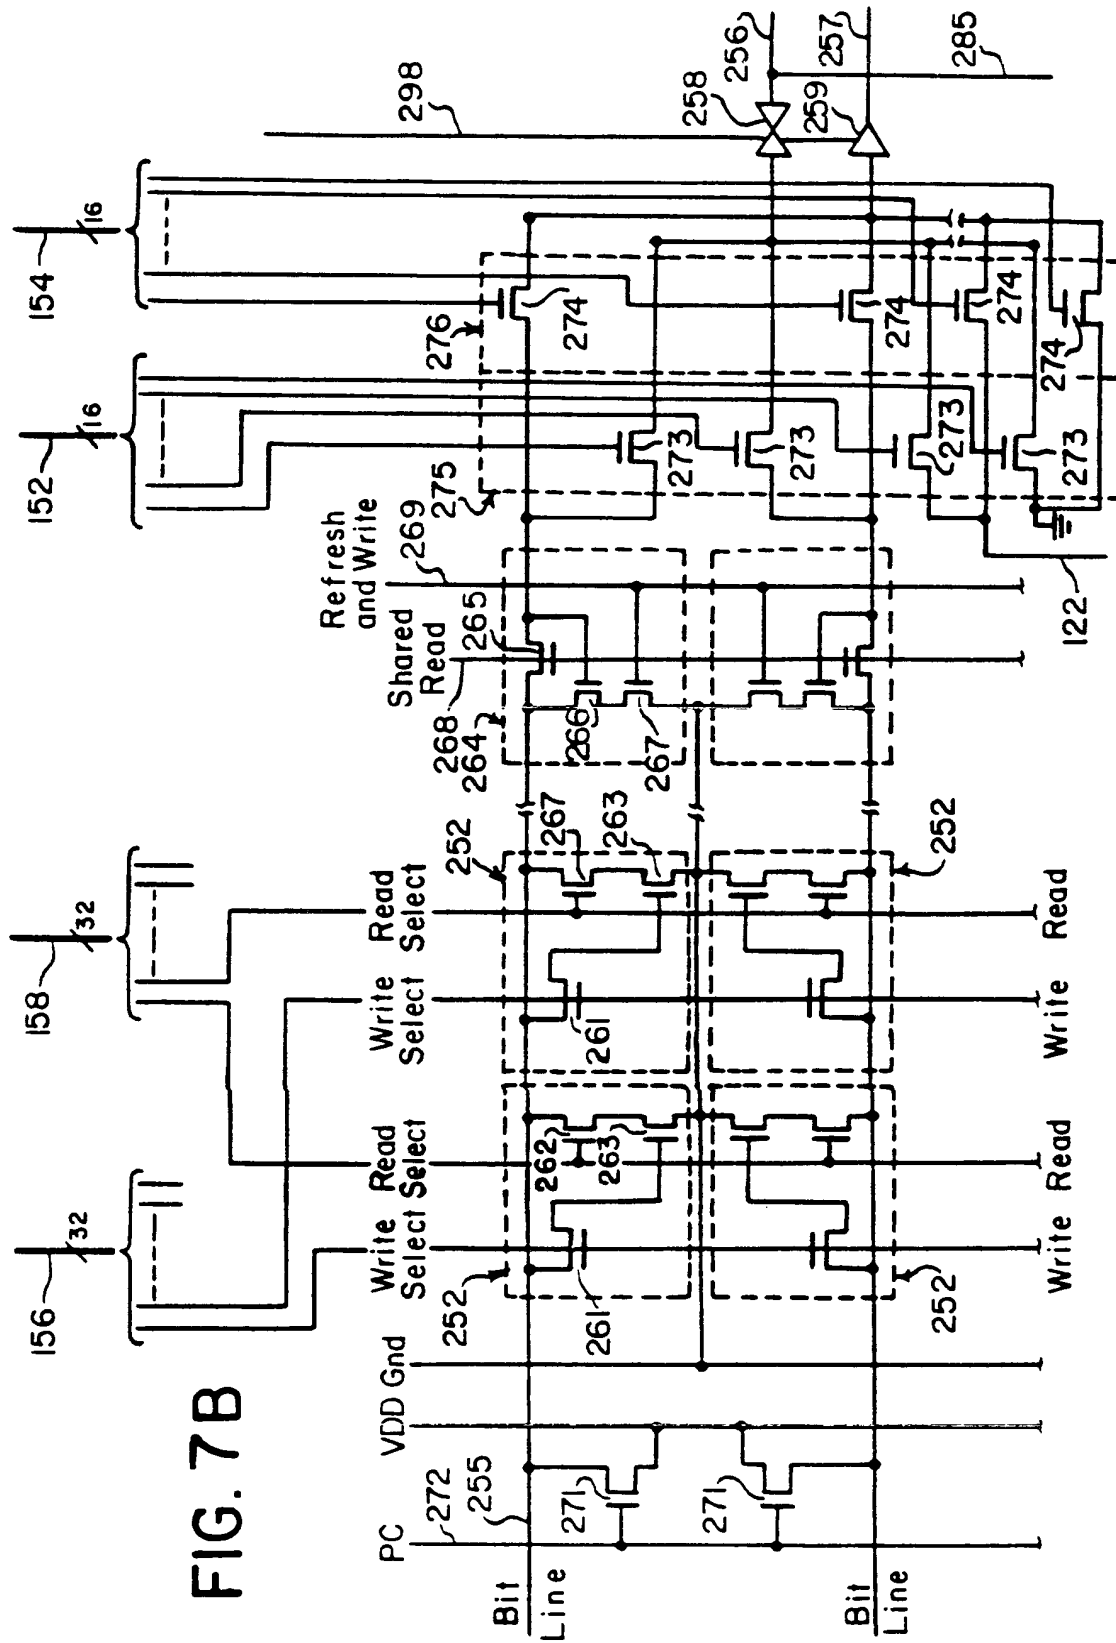 FIG. 7B
156
32
158
32
152
16
154
16
298
PC
272
255
VDD
Gnd
Write
Select
Read
Select
Write
Select
Read
Select
268
264
Shared
Read
265
Refresh
and Write
269
275
276
252
252
261
262
263
261
267
263
266
267
271
271
273
273
273
273
274
274
274
274
256
258
257
259
285
Bit
Line
Bit
Line
252
252
Write
Read
Write
Read
122